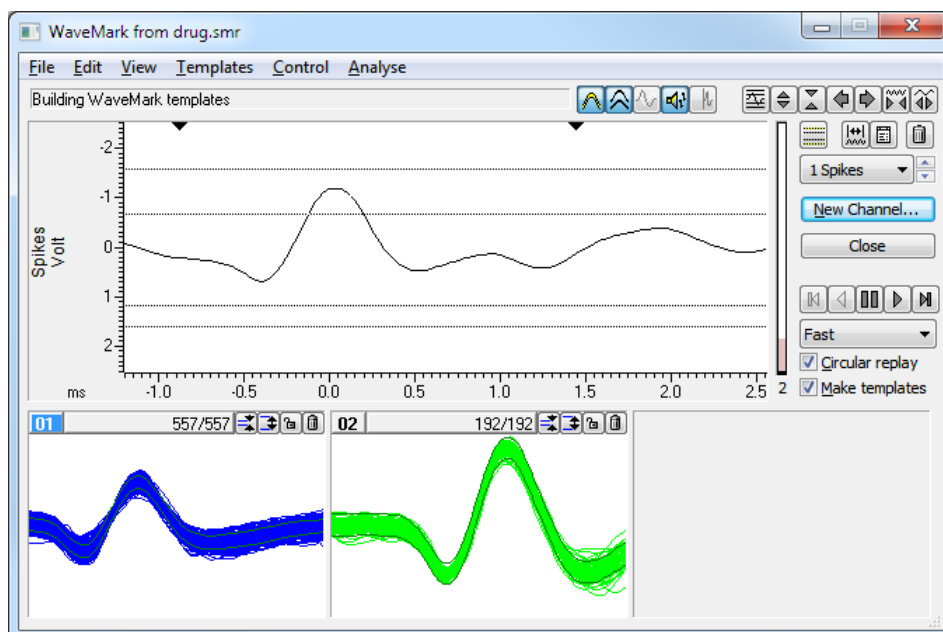 WaveMark from drug.smr
File Edit View Templates Control Analyse
Building WaveMark templates
1 Spikes
New Channel...
Close
Fast
Circular replay
Make templates
Spikes
Volt
-2
-1
0
1
2
ms -1.0 -0.5 0.0 0.5 1.0 1.5 2.0 2.5 2
01 557/557
02 192/192